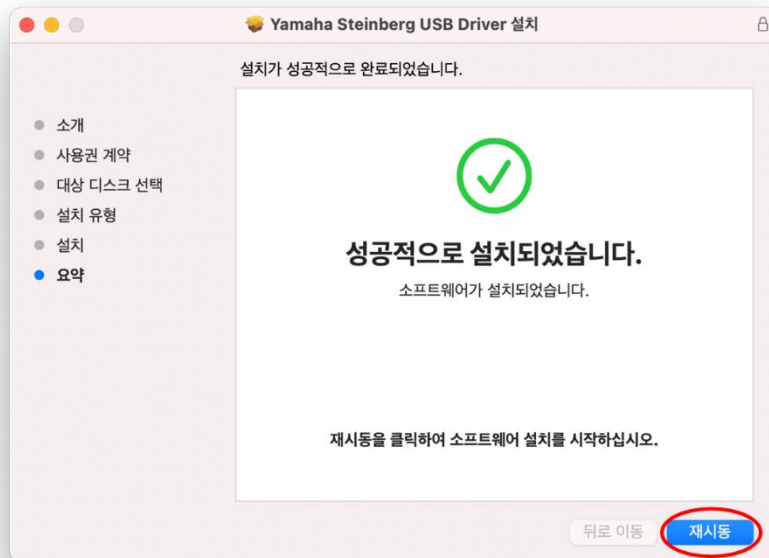 Yamaha Steinberg USB Driver 설치
설치가 성공적으로 완료되었습니다.
소개
사용권 계약
대상 디스크 선택
설치 유형
설치
요약
성공적으로 설치되었습니다.
소프트웨어가 설치되었습니다.
재시동을 클릭하여 소프트웨어 설치를 시작하십시오.
뒤로 이동 재시동